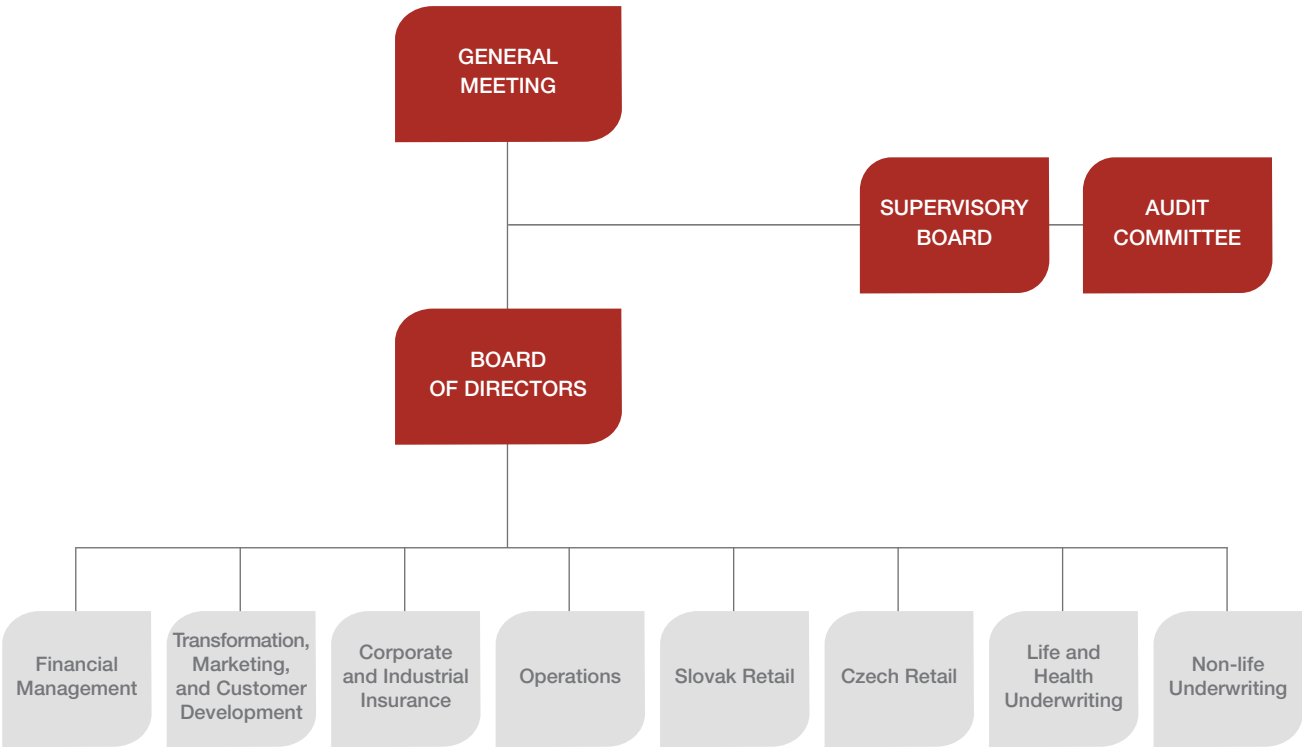 GENERAL
MEETING
SUPERVISORY
BOARD
AUDIT
COMMITTEE
BOARD
OF DIRECTORS
Financial
Management
Transformation,
Marketing,
and Customer
Development
Corporate
and Industrial
Insurance
Operations
Slovak Retail
Czech Retail
Life and
Health
Underwriting
Non-life
Underwriting